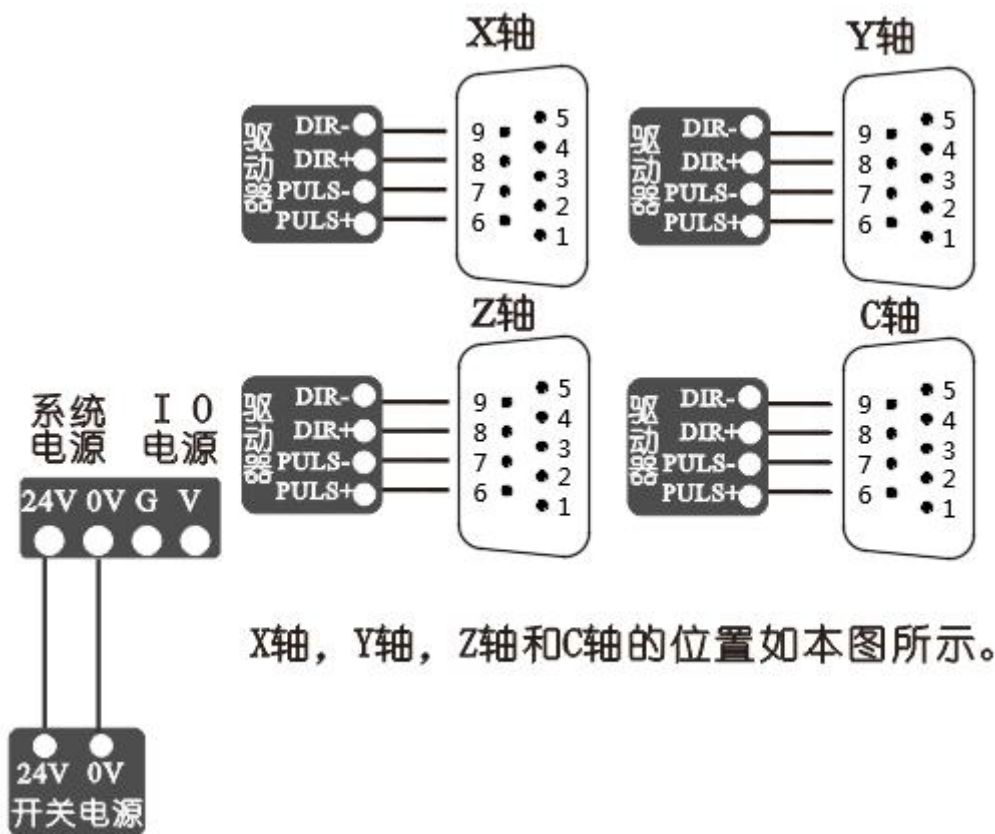 X轴
驱动器
DIR-
DIR+
PULS-
PULS+
9
8
7
6
5
4
3
2
1
Y轴
驱动器
DIR-
DIR+
PULS-
PULS+
9
8
7
6
5
4
3
2
1
Z轴
驱动器
DIR-
DIR+
PULS-
PULS+
9
8
7
6
5
4
3
2
1
C轴
驱动器
DIR-
DIR+
PULS-
PULS+
9
8
7
6
5
4
3
2
1
系统 IO
电源 电源
24V 0V G V
X轴，Y轴，Z轴和C轴的位置如本图所示。
24V 0V
开关电源